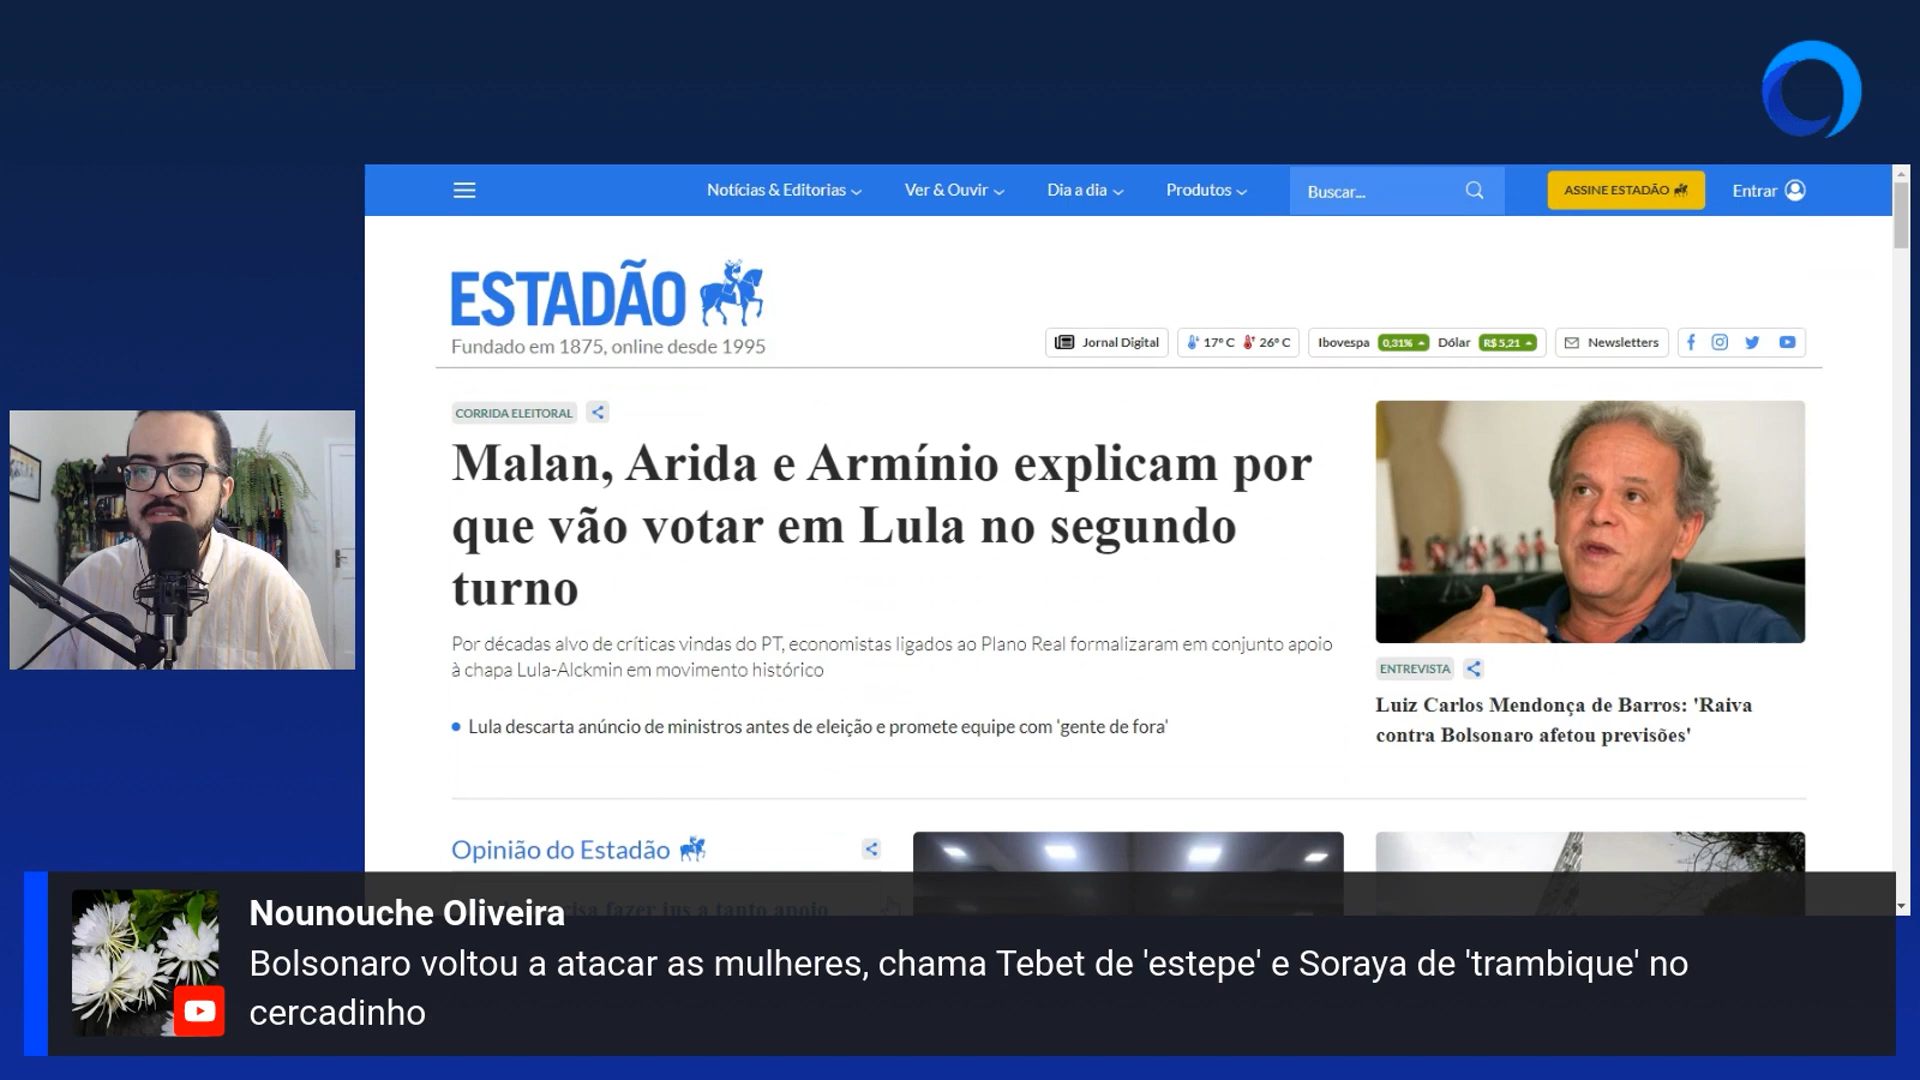 Notícias & Editorias
Ver & Ouvir
Dia a dia
Produtos
Buscar...
ASSINE ESTADÃO
Entrar
ESTADÃO
Fundado em 1875, online desde 1995
Jornal Digital
17°C 26°C
Ibovespa 0,31% Dólar R$ 5,21
Newsletters
CORRIDA ELEITORAL
Malan, Arida e Armínio explicam por
que vão votar em Lula no segundo
turno
Por décadas alvo de críticas vindas do PT, economistas ligados ao Plano Real formalizaram em conjunto apoio
à chapa Lula-Alckmin em movimento histórico
Lula descarta anúncio de ministros antes de eleição e promete equipe com 'gente de fora'
ENTREVISTA
Luiz Carlos Mendonça de Barros: 'Raiva
contra Bolsonaro afetou previsões'
Opinião do Estadão
fazer jus a tanto apoio
Nounouche Oliveira
Bolsonaro voltou a atacar as mulheres, chama Tebet de 'estepe' e Soraya de 'trambique' no
cercadinho